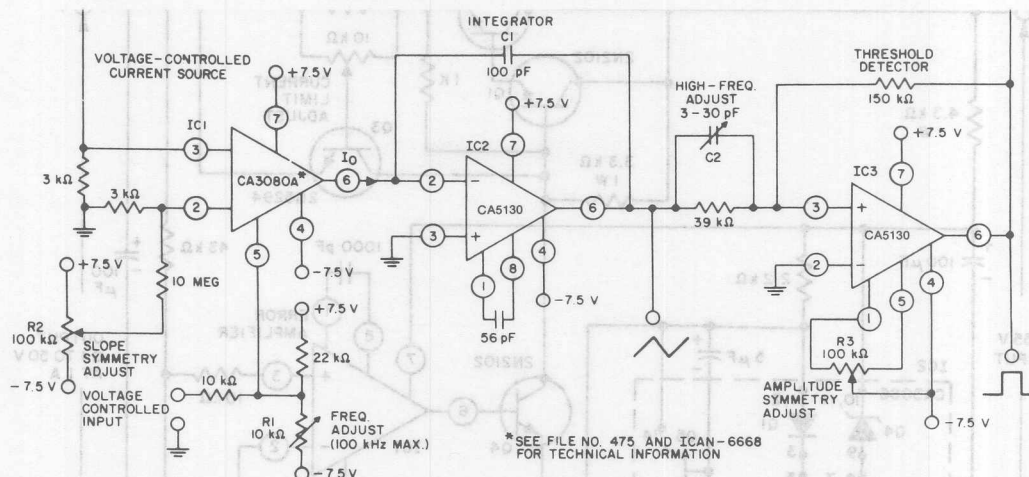 VOLTAGE-CONTROLLED
CURRENT SOURCE
+7.5 V
7
IC1
3
CA3080A*
2
6
I₀
4
5
-7.5 V
3 kΩ
3 kΩ
10 MEG
+7.5 V
R2
100 kΩ
SLOPE
SYMMETRY
ADJUST
-7.5 V
VOLTAGE
CONTROLLED
INPUT
10 kΩ
+7.5 V
22 kΩ
R1
10 kΩ
FREQ.
ADJUST
(100 kHz MAX.)
-7.5 V
INTEGRATOR
C1
100 pF
+7.5 V
7
IC2
2
-
CA5130
3
+
6
1
8
4
56 pF
-7.5 V
HIGH-FREQ.
ADJUST
3-30 pF
C2
39 kΩ
THRESHOLD
DETECTOR
150 kΩ
+7.5 V
7
IC3
3
+
CA5130
2
-
6
1
5
4
R3
100 kΩ
AMPLITUDE
SYMMETRY
ADJUST
-7.5 V
*SEE FILE NO. 475 AND ICAN-6668
FOR TECHNICAL INFORMATION